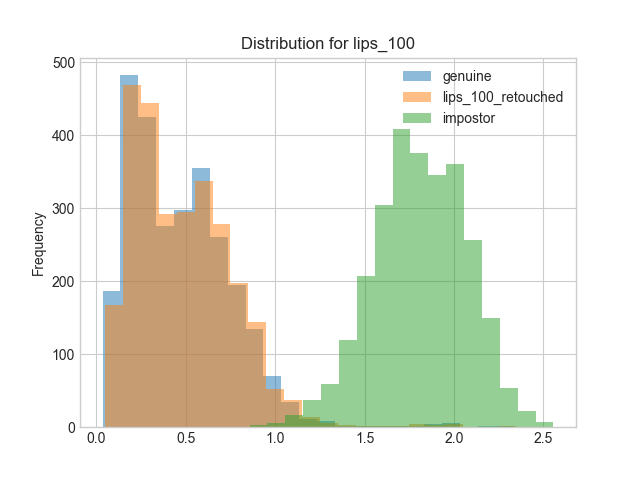 Distribution for lips_100
genuine
lips_100_retouched
impostor
Frequency
500
400
300
200
100
0
0.0 0.5 1.0 1.5 2.0 2.5